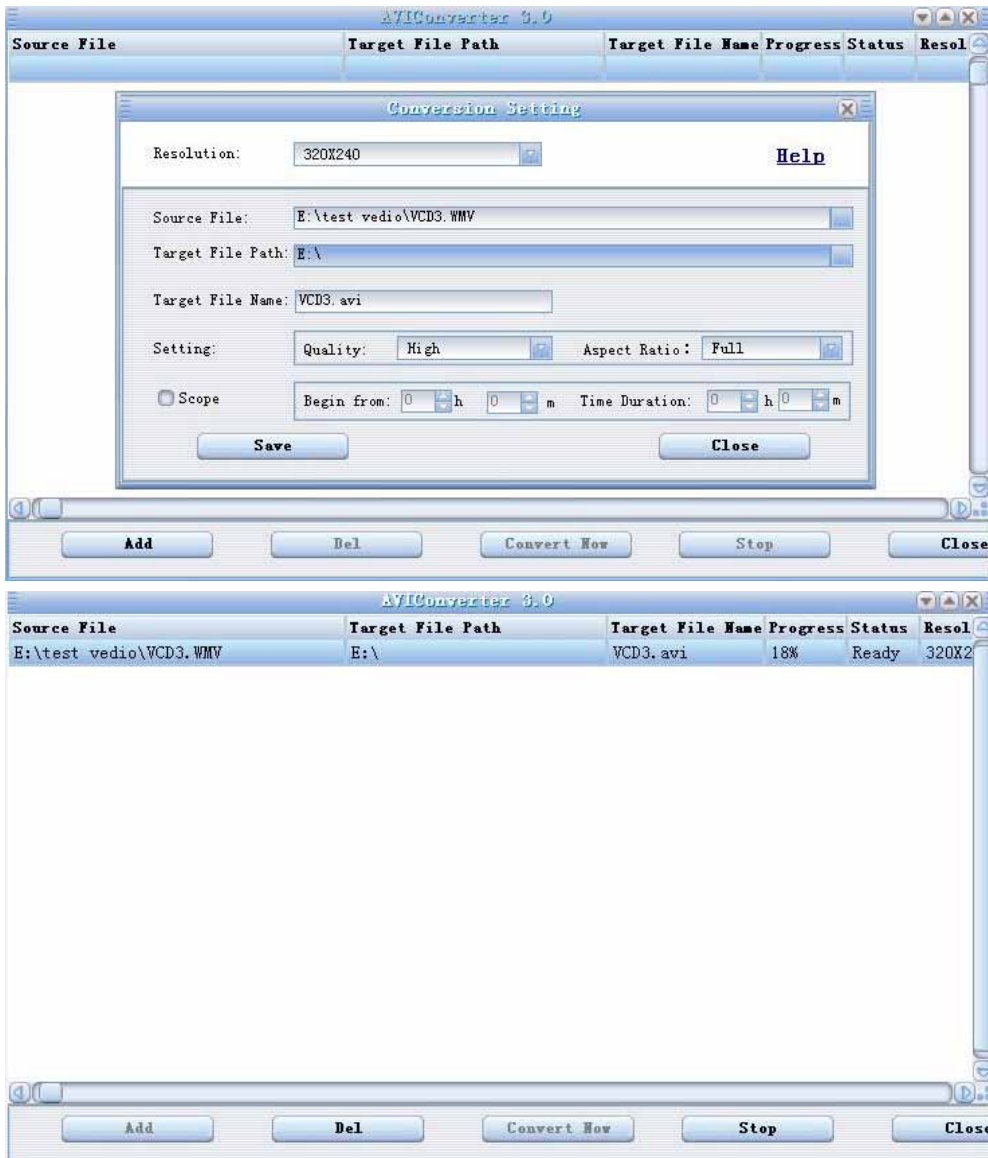 AVIConverter 3.0
Source File Target File Path Target File Name Progress Status Resol
Conversion Setting
Resolution: 320X240 Help
Source File: E:\test vedio\VCD3.WMV
Target File Path: E:\
Target File Name: VCD3.avi
Setting: Quality: High Aspect Ratio: Full
Scope Begin from: 0 h 0 m Time Duration: 0 h 0 m
Save Close
Add Del Convert Now Stop Close
AVIConverter 3.0
Source File Target File Path Target File Name Progress Status Resol
E:\test vedio\VCD3.WMV E:\ VCD3.avi 18% Ready 320X2
Add Del Convert Now Stop Close